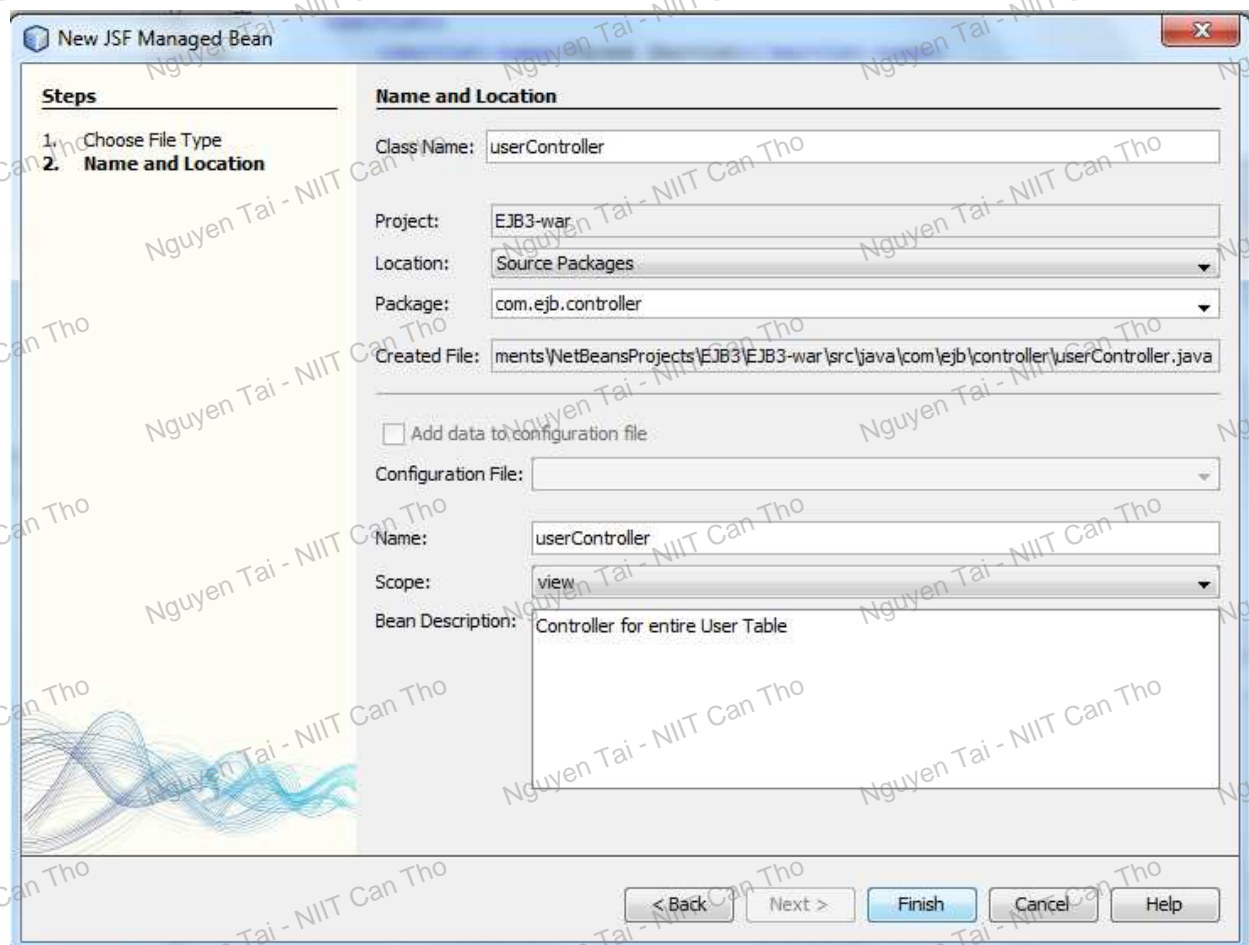 New JSF Managed Bean
Steps
1. Choose File Type
2. Name and Location
Name and Location
Class Name: userController
Project: EJB3-war
Location: Source Packages
Package: com.ejb.controller
Created File: ments\NetBeansProjects\EJB3\EJB3-war\src\java\com\ejb\controller\userController.java
Add data to configuration file
Configuration File:
Name: userController
Scope: view
Bean Description: Controller for entire User Table
< Back Next > Finish Cancel Help
Nguyen Tai - NIIT Can Tho